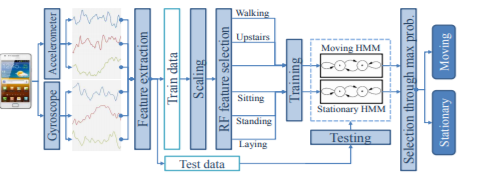 Accelerometer
Gyroscope
Feature extraction
Train data
Test data
Scaling
RF feature selection
Walking
Upstairs
Sitting
Standing
Laying
Training
Moving HMM
Stationary HMM
Testing
Selection through max prob.
Moving
Stationary